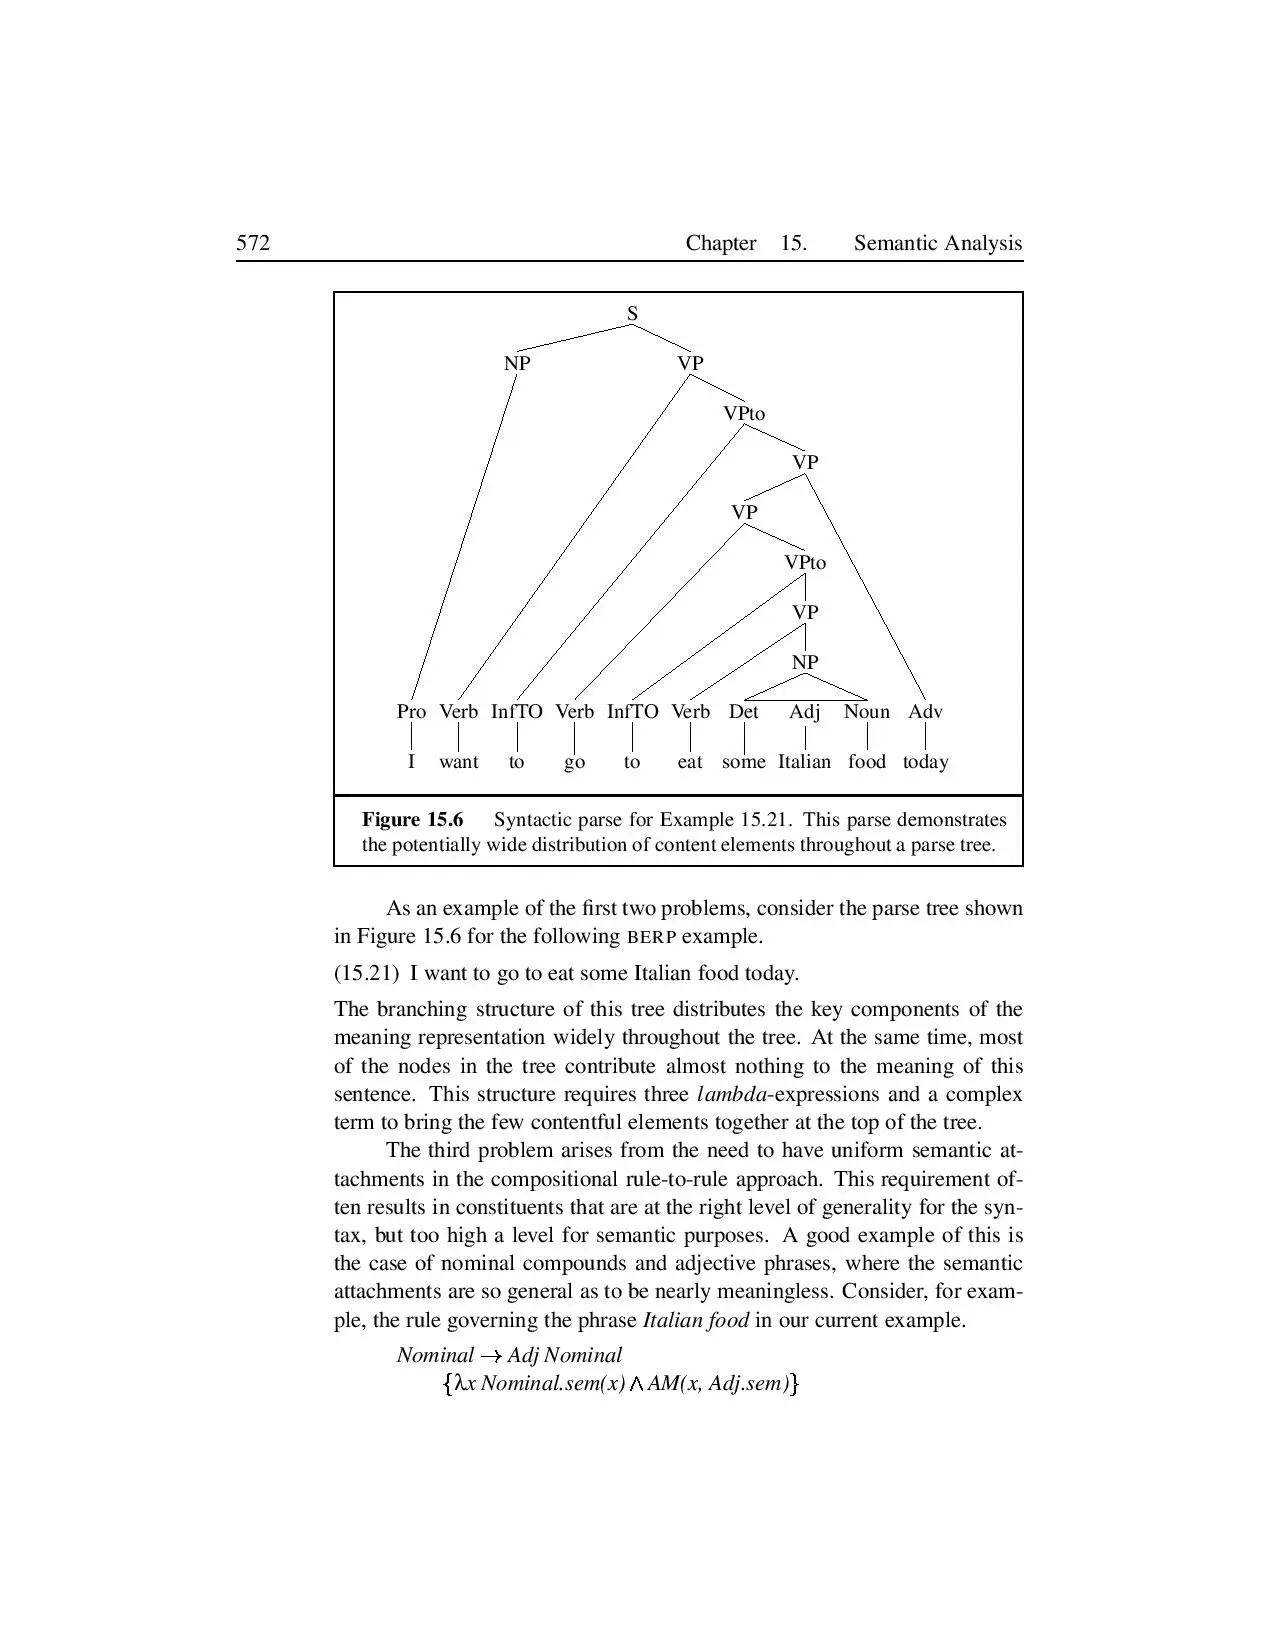 572 Chapter 15. Semantic Analysis
S
NP VP
VPto
VP
VP
VPto
VP
NP
Pro Verb InfTO Verb InfTO Verb Det Adj Noun Adv
I want to go to eat some Italian food today
Figure 15.6 Syntactic parse for Example 15.21. This parse demonstrates
the potentially wide distribution of content elements throughout a parse tree.
As an example of the first two problems, consider the parse tree shown
in Figure 15.6 for the following BERP example.
(15.21) I want to go to eat some Italian food today.
The branching structure of this tree distributes the key components of the
meaning representation widely throughout the tree. At the same time, most
of the nodes in the tree contribute almost nothing to the meaning of this
sentence. This structure requires three lambda-expressions and a complex
term to bring the few contentful elements together at the top of the tree.
The third problem arises from the need to have uniform semantic at-
tachments in the compositional rule-to-rule approach. This requirement of-
ten results in constituents that are at the right level of generality for the syn-
tax, but too high a level for semantic purposes. A good example of this is
the case of nominal compounds and adjective phrases, where the semantic
attachments are so general as to be nearly meaningless. Consider, for exam-
ple, the rule governing the phrase Italian food in our current example.
Nominal → Adj Nominal
{λx Nominal.sem(x) ∧ AM(x, Adj.sem)}